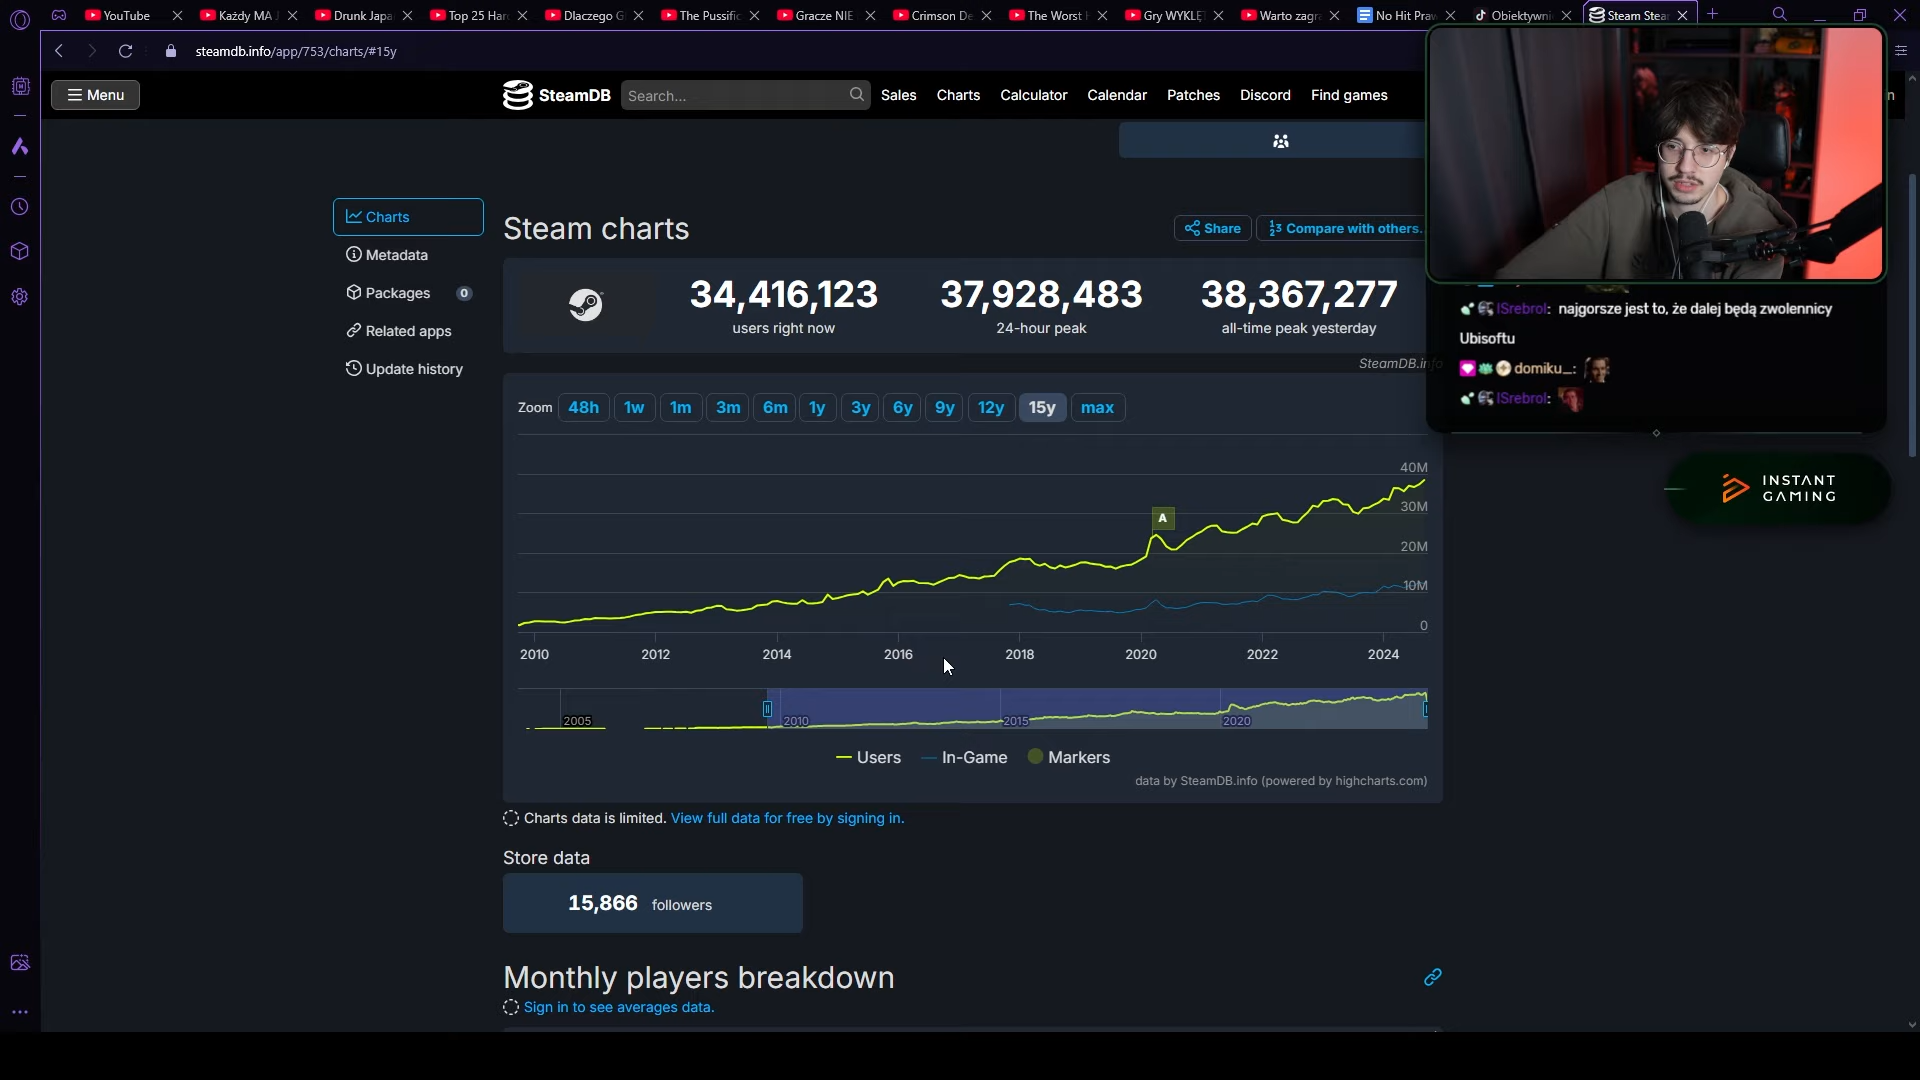 YouTube
Każdy MA
Drunk Japa
Top 25 Har
Dlaczego G
The Pussific
Gracze NIE
Crimson De
The Worst
Gry WYKLĘ
Warto zagr
No Hit Praw
Obiektywni
Steam Stea
steamdb.info/app/753/charts/#15y
Menu
SteamDB
Search...
Sales
Charts
Calculator
Calendar
Patches
Discord
Find games
Charts
Metadata
Packages 0
Related apps
Update history
Steam charts
Share
Compare with others...
34,416,123
users right now
37,928,483
24-hour peak
38,367,277
all-time peak yesterday
SteamDB.info
Zoom 48h 1w 1m 3m 6m 1y 3y 6y 9y 12y 15y max
40M
30M
20M
10M
0
A
2010 2012 2014 2016 2018 2020 2022 2024
2005 2010 2015 2020
Users In-Game Markers
data by SteamDB.info (powered by highcharts.com)
Charts data is limited. View full data for free by signing in.
Store data
15,866 followers
Monthly players breakdown
Sign in to see averages data.
lSrebrol: najgorsze jest to, że dalej będą zwolennicy
Ubisoftu
domiku_:
lSrebrol:
INSTANT
GAMING